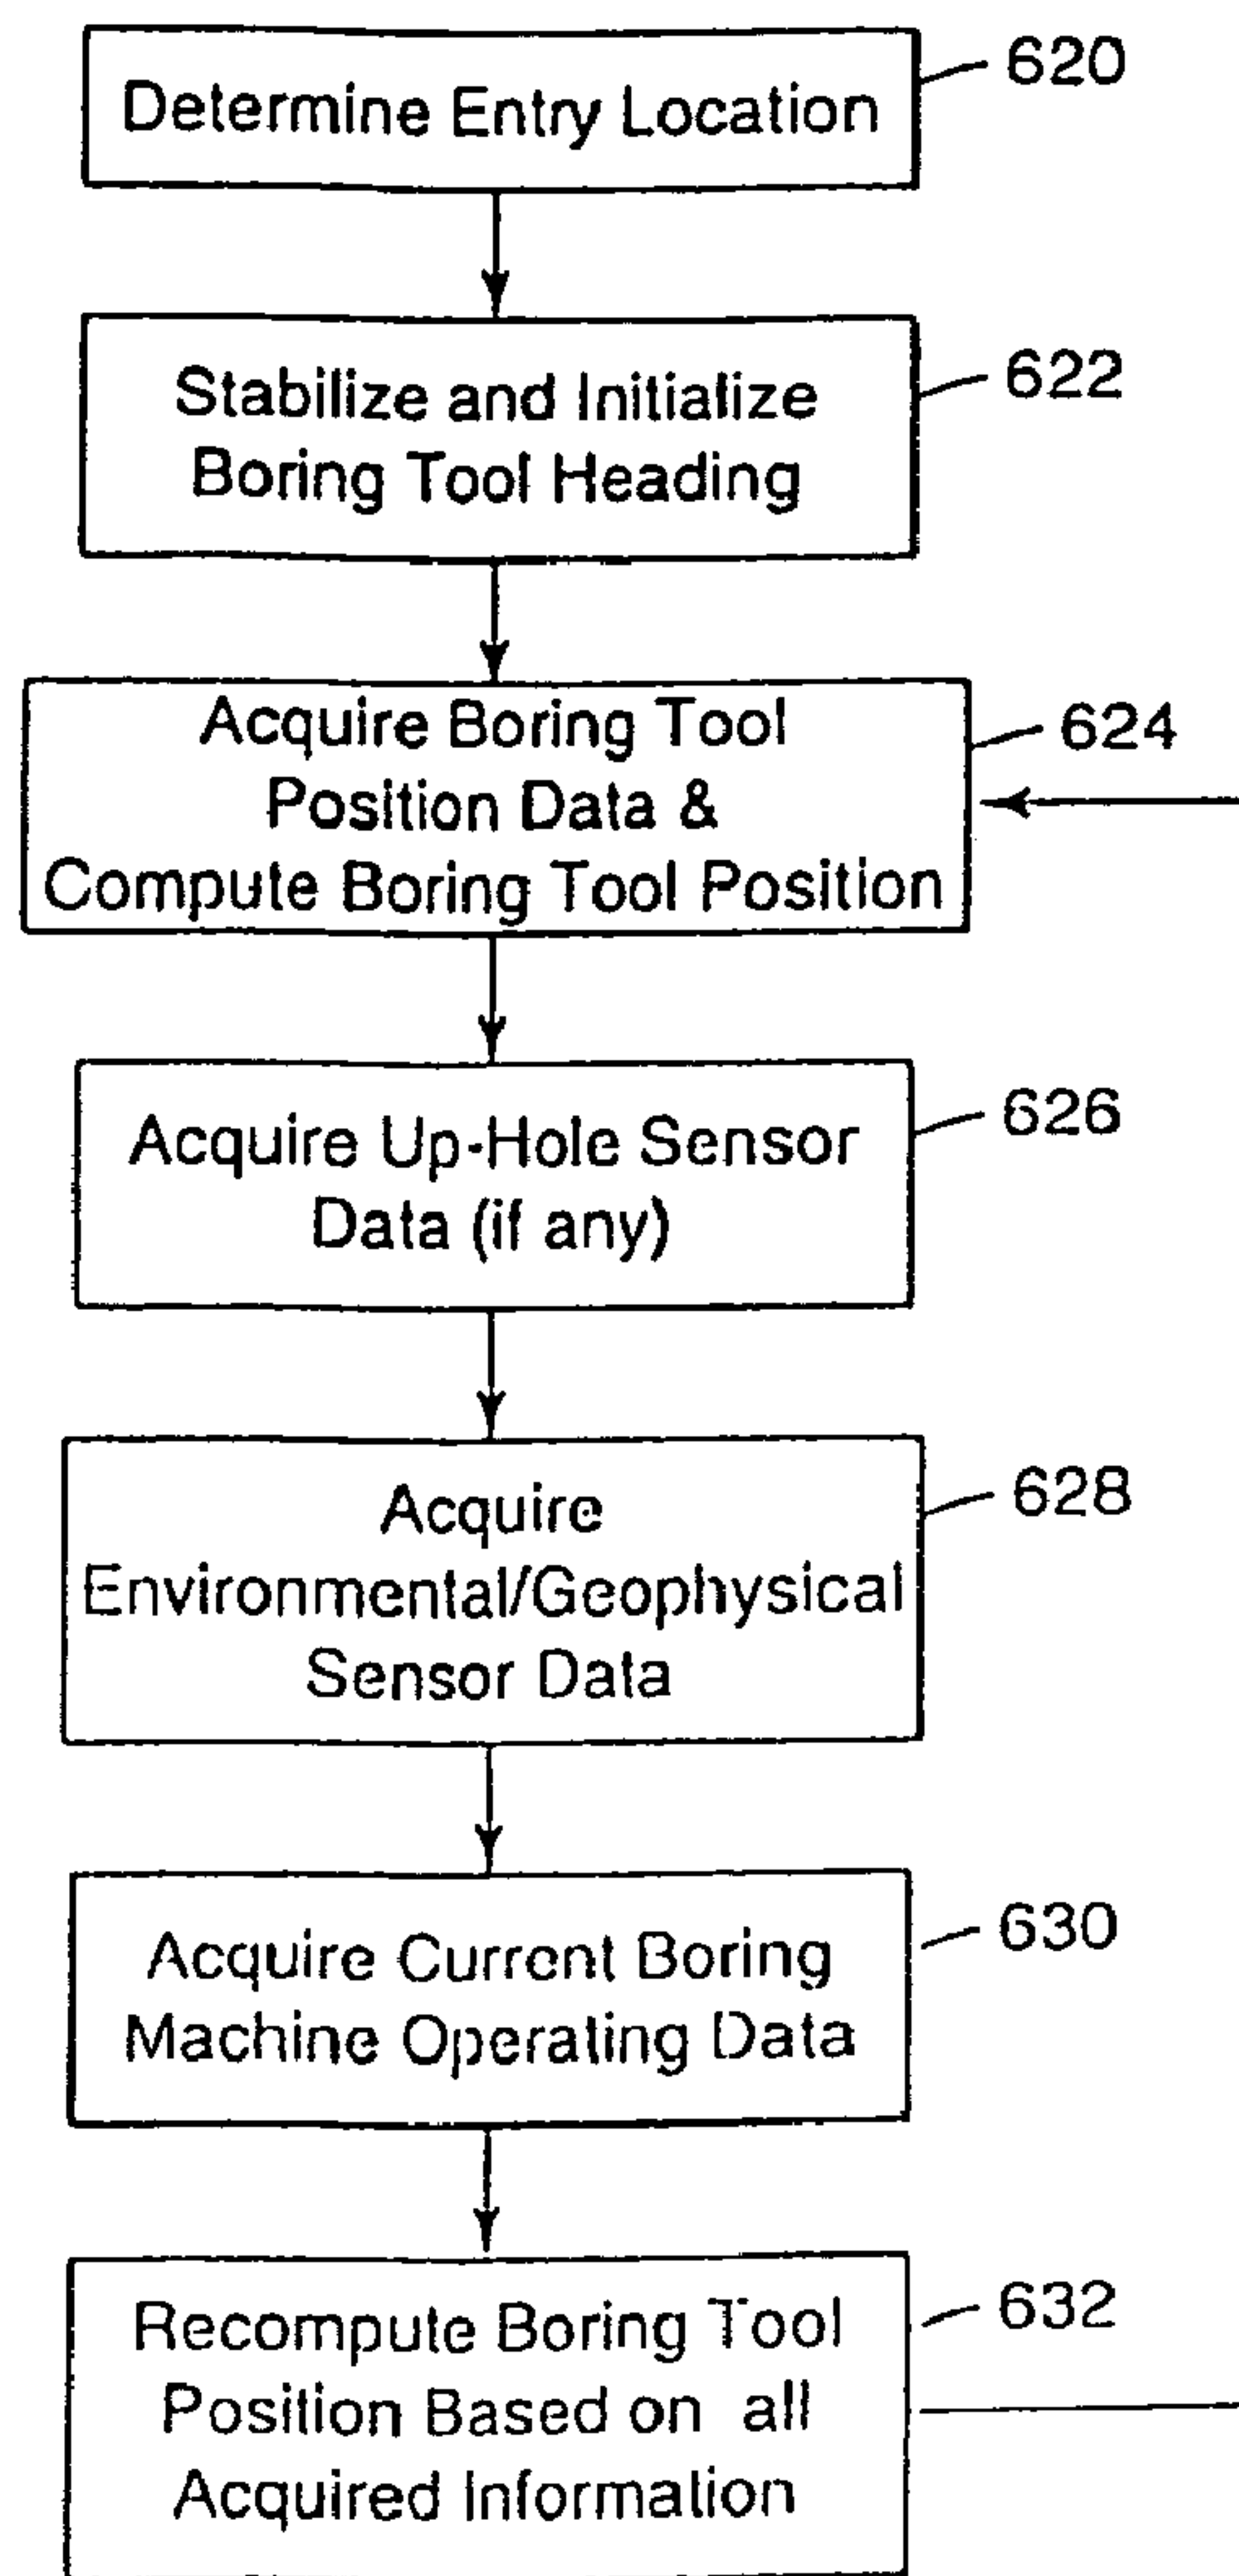 Determine Entry Location
620
Stabilize and Initialize
Boring Tool Heading
622
Acquire Boring Tool
Position Data &
Compute Boring Tool Position
624
Acquire Up-Hole Sensor
Data (if any)
626
Acquire
Environmental/Geophysical
Sensor Data
628
Acquire Current Boring
Machine Operating Data
630
Recompute Boring Tool
Position Based on all
Acquired Information
632